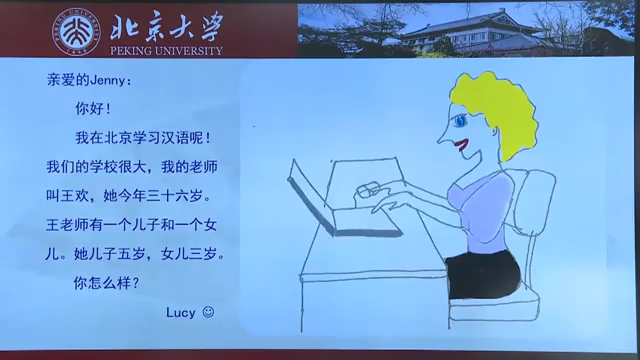 北京大学
PEKING UNIVERSITY
亲爱的Jenny：
你好！
我在北京学习汉语呢！
我们的学校很大，我的老师
叫王欢，她今年三十六岁。
王老师有一个儿子和一个女
儿。她儿子五岁，女儿三岁。
你怎么样？
Lucy ☺